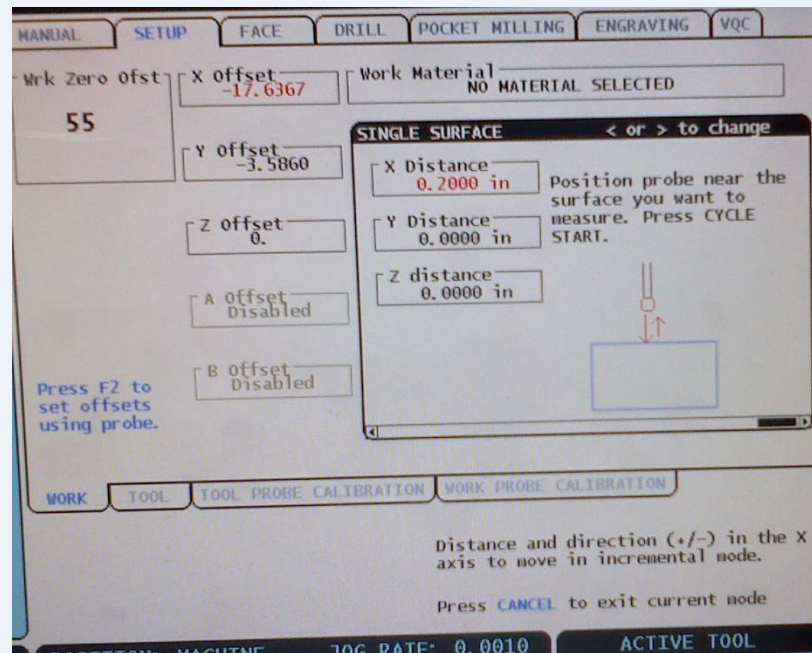 MANUAL SETUP FACE DRILL POCKET MILLING ENGRAVING VQC
Wrk Zero Ofst
55
X Offset
-17.6367
Work Material
NO MATERIAL SELECTED
Y Offset
-3.5860
Z Offset
0.
A Offset
Disabled
B Offset
Disabled
Press F2 to
set offsets
using probe.
SINGLE SURFACE < or > to change
X Distance
0.2000 in
Y Distance
0.0000 in
Z distance
0.0000 in
Position probe near the
surface you want to
measure. Press CYCLE
START.
WORK TOOL TOOL PROBE CALIBRATION WORK PROBE CALIBRATION
Distance and direction (+/-) in the X
axis to move in incremental mode.
Press CANCEL to exit current mode
POSITION: MACHINE JOG RATE: 0.0010 ACTIVE TOOL